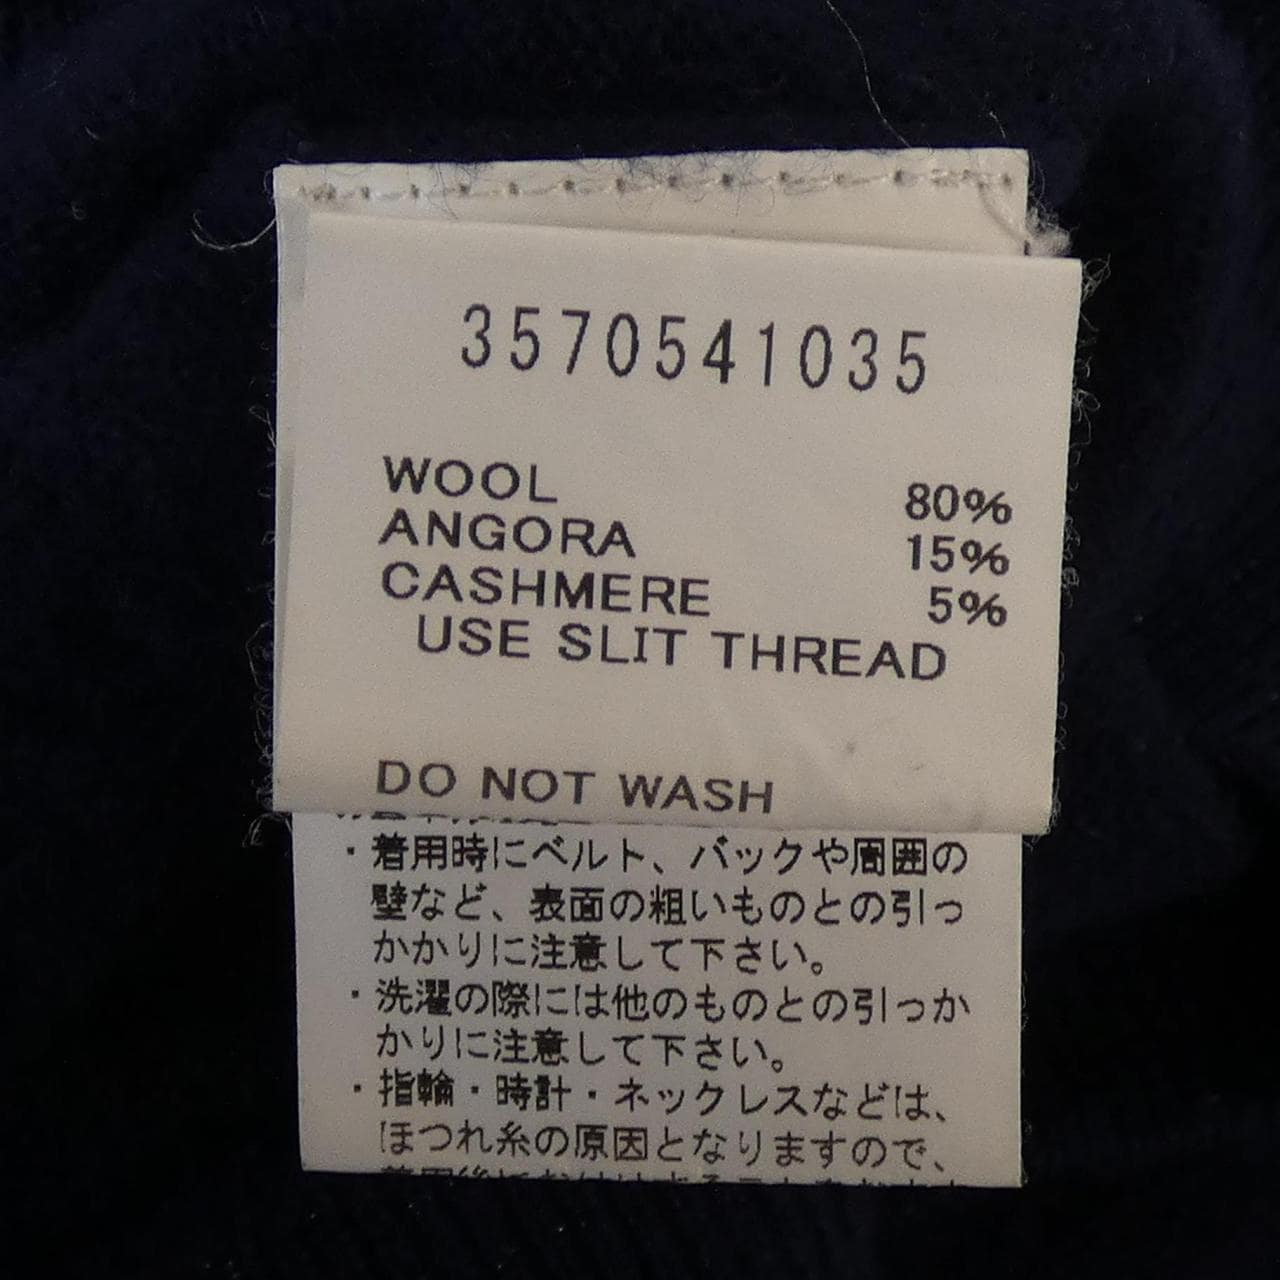 3570541035
WOOL 80%
ANGORA 15%
CASHMERE 5%
USE SLIT THREAD
DO NOT WASH
・着用時にベルト、バックや周囲の
壁など、表面の粗いものとの引っ
かかりに注意して下さい。
・洗濯の際には他のものとの引っか
かりに注意して下さい。
・指輪・時計・ネックレスなどは、
ほつれ糸の原因となりますので、